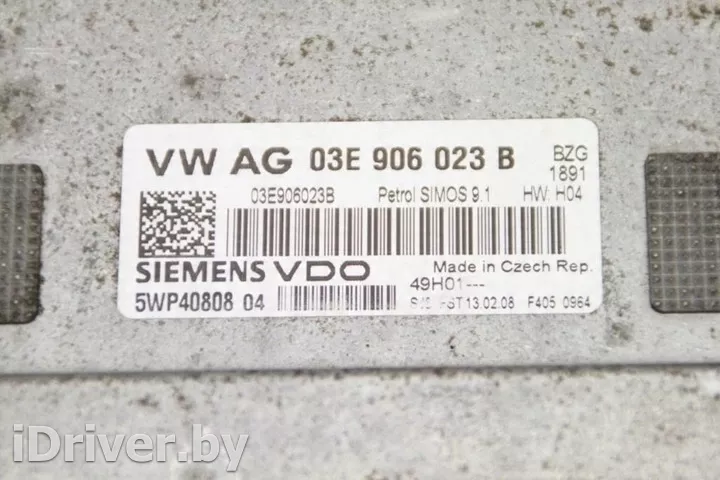 VW AG 03E 906 023 B BZG
1891
03E906023B Petrol SIMOS 9.1 HW: H04
SIEMENS VDO Made in Czech Rep.
49H01---
5WP40808 04 13.02.08 F405 0964
iDriver.by